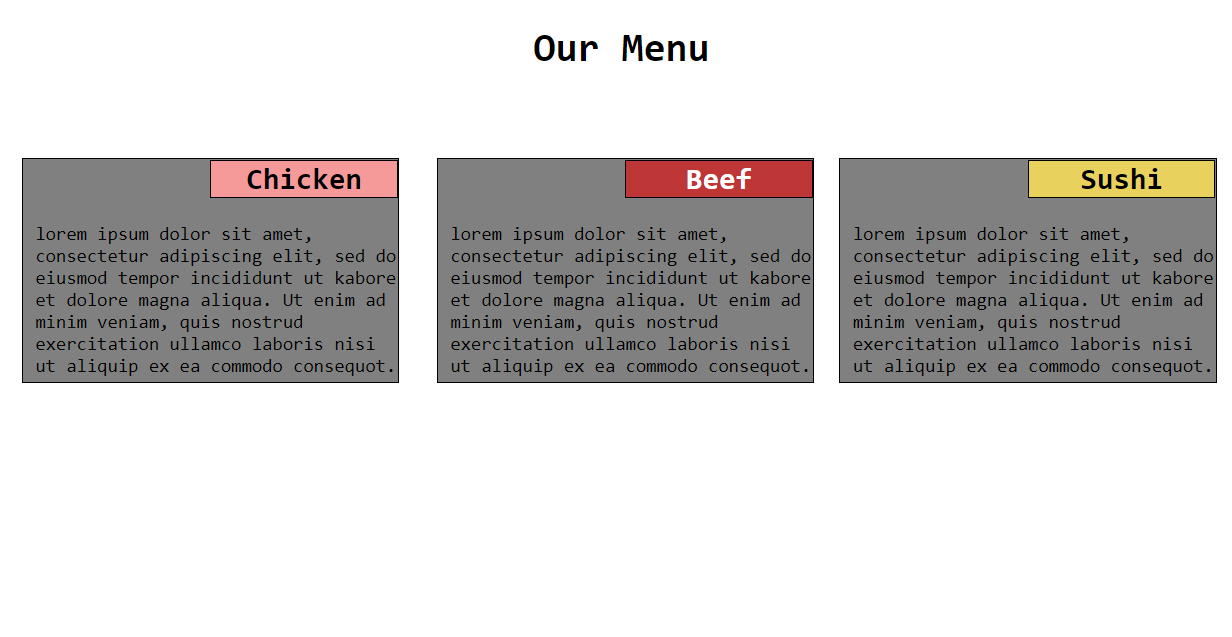 Our Menu
Chicken
lorem ipsum dolor sit amet,
consectetur adipiscing elit, sed do
eiusmod tempor incididunt ut kabore
et dolore magna aliqua. Ut enim ad
minim veniam, quis nostrud
exercitation ullamco laboris nisi
ut aliquip ex ea commodo consequot.
Beef
lorem ipsum dolor sit amet,
consectetur adipiscing elit, sed do
eiusmod tempor incididunt ut kabore
et dolore magna aliqua. Ut enim ad
minim veniam, quis nostrud
exercitation ullamco laboris nisi
ut aliquip ex ea commodo consequot.
Sushi
lorem ipsum dolor sit amet,
consectetur adipiscing elit, sed do
eiusmod tempor incididunt ut kabore
et dolore magna aliqua. Ut enim ad
minim veniam, quis nostrud
exercitation ullamco laboris nisi
ut aliquip ex ea commodo consequot.